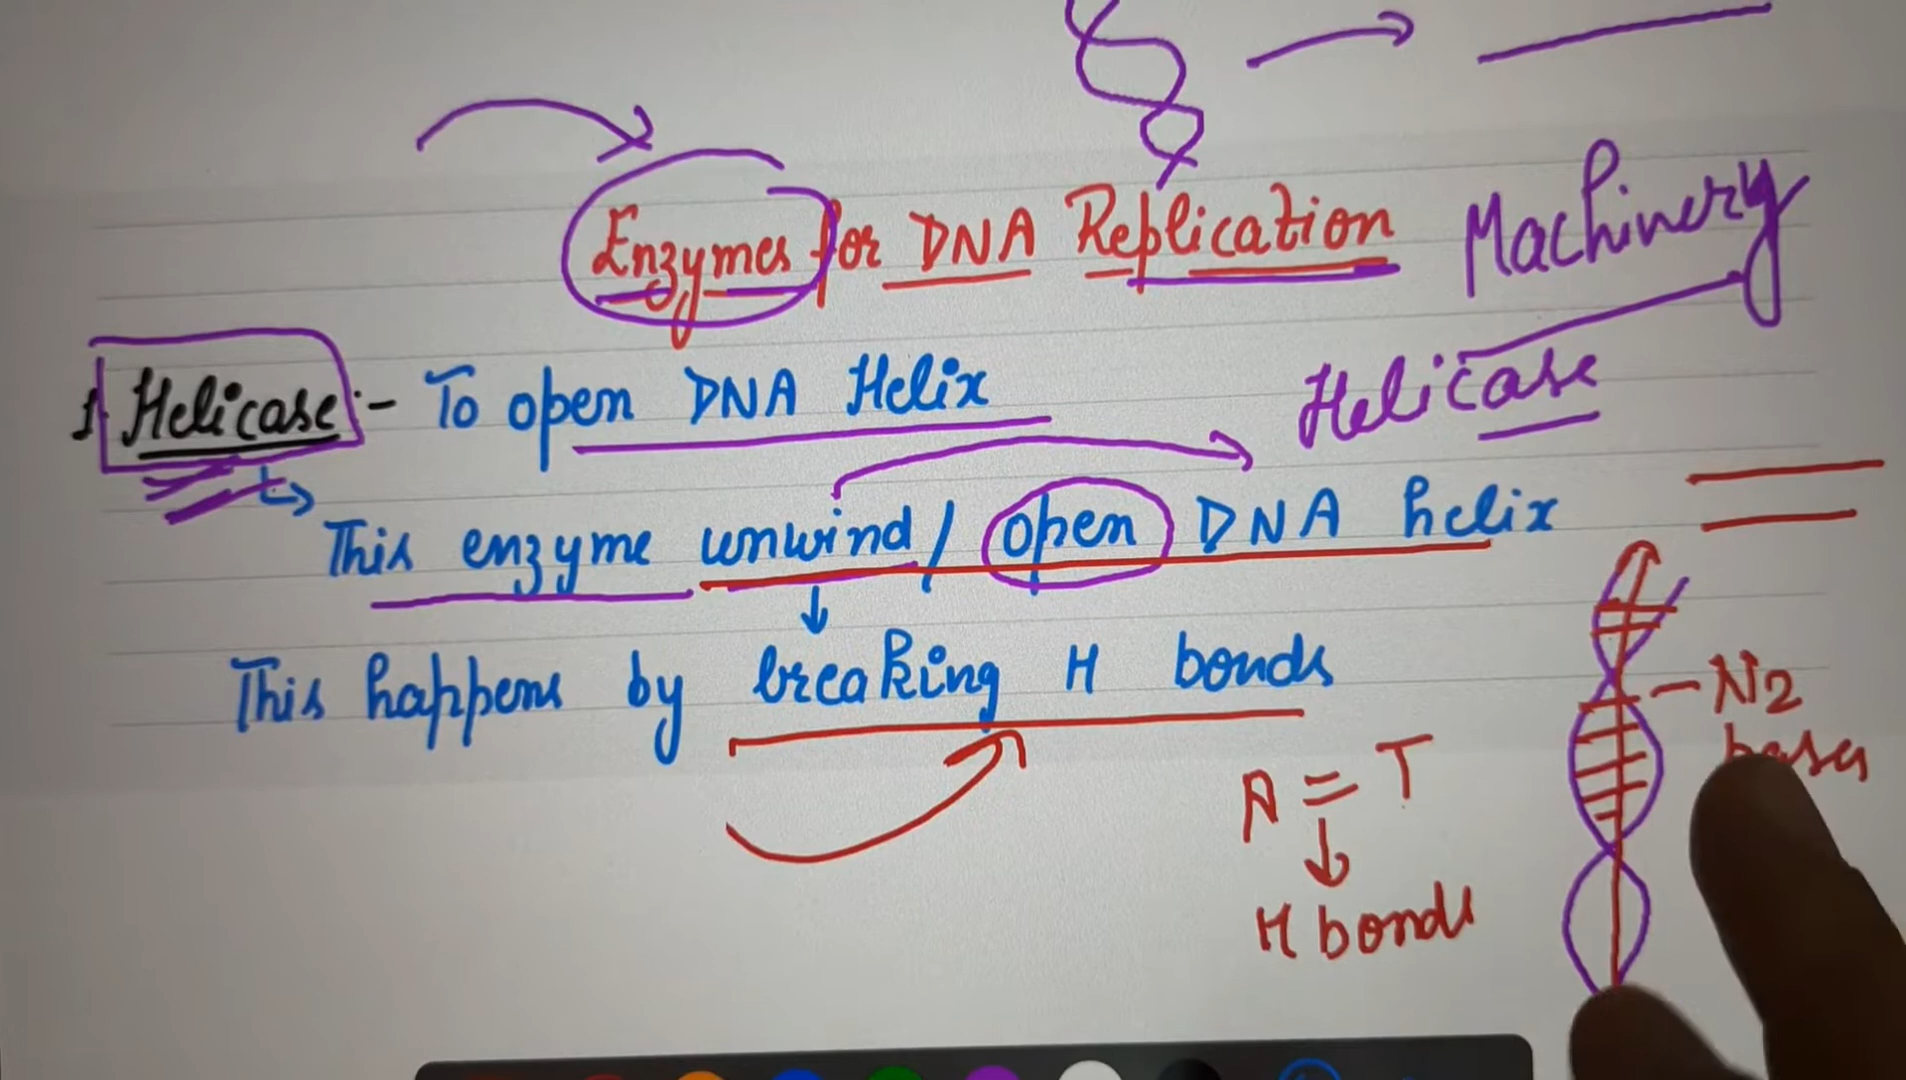 Enzymes for DNA Replication
Machinery
1 Helicase :- To open DNA Helix
Helicase
This enzyme unwind / open DNA helix
This happens by breaking H bonds
N2
bases
A = T
H bonds